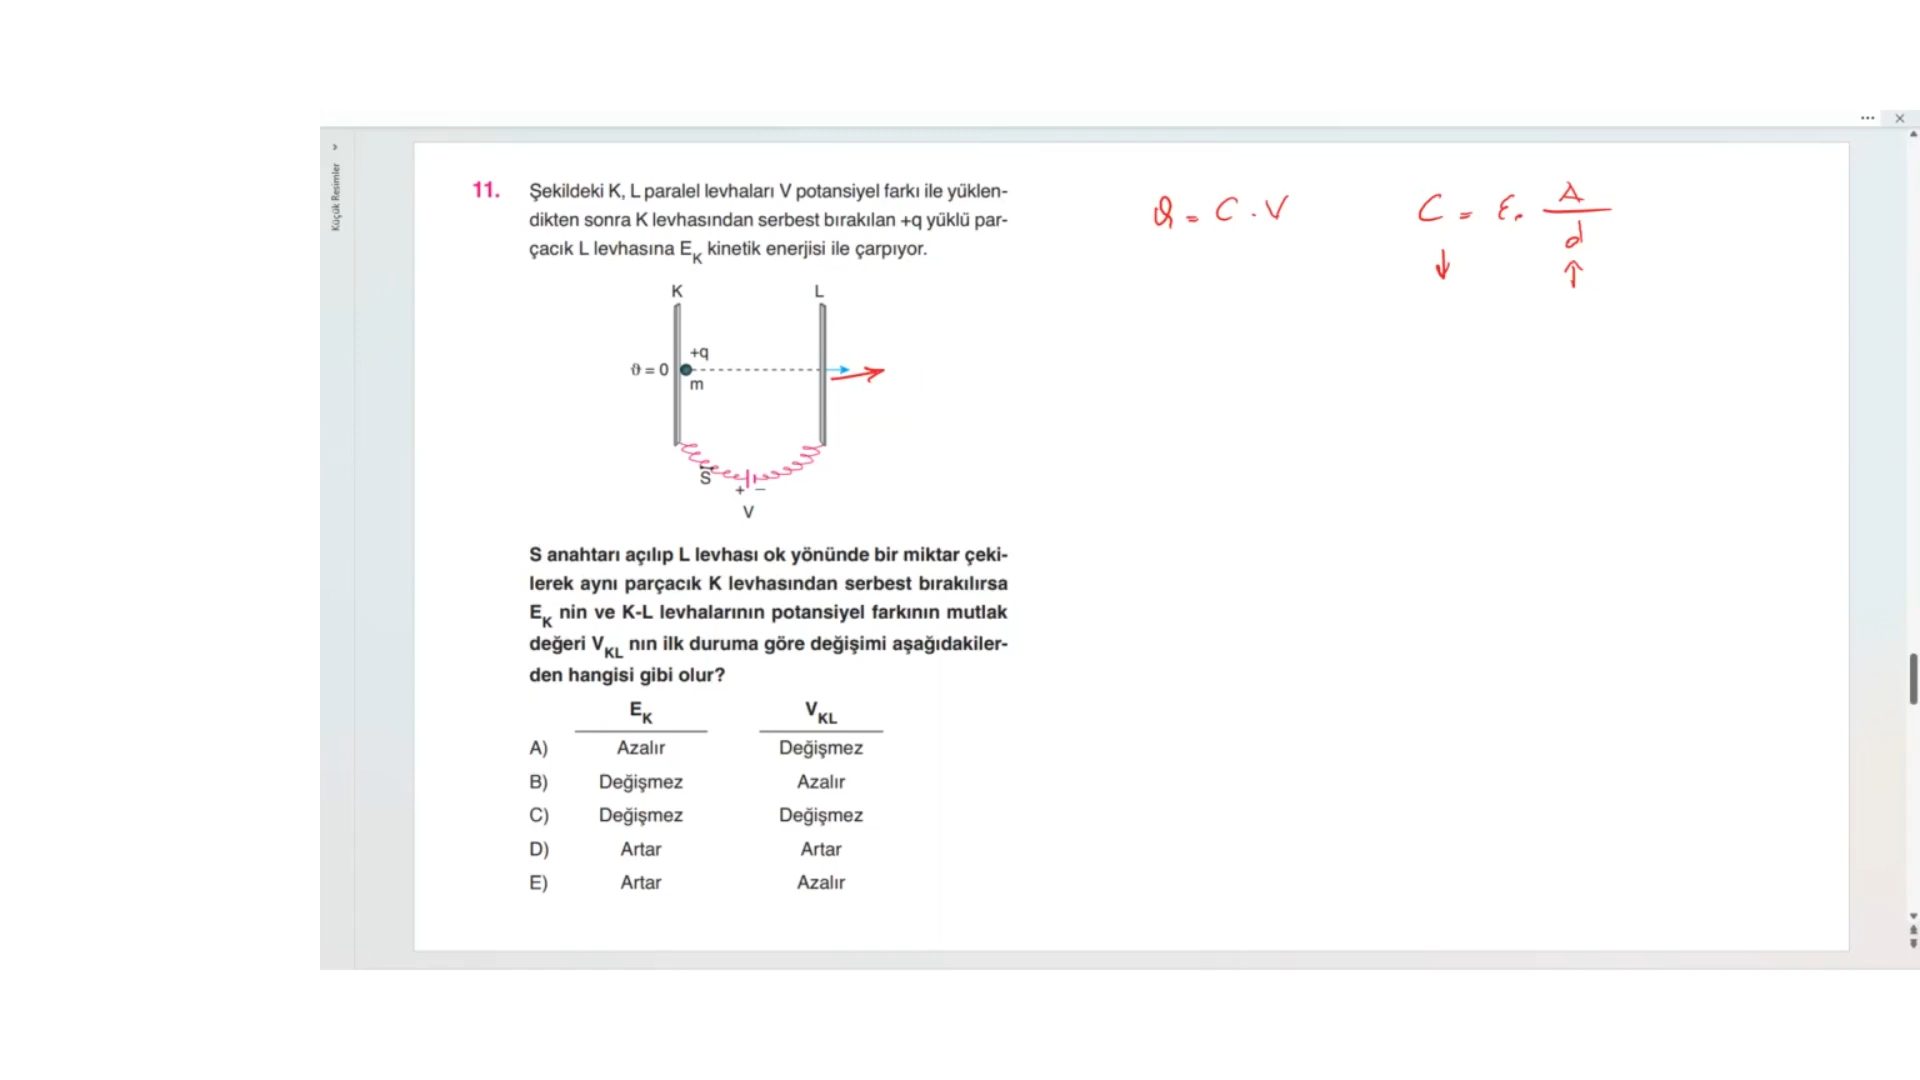 Küçük Resimler
11. Şekildeki K, L paralel levhaları V potansiyel farkı ile yüklen-
dikten sonra K levhasından serbest bırakılan +q yüklü par-
çacık L levhasına E_K kinetik enerjisi ile çarpıyor.
K L
+q
ϑ = 0
m
S
+ −
V
S anahtarı açılıp L levhası ok yönünde bir miktar çeki-
lerek aynı parçacık K levhasından serbest bırakılırsa
E_K nin ve K-L levhalarının potansiyel farkının mutlak
değeri V_KL nın ilk duruma göre değişimi aşağıdakiler-
den hangisi gibi olur?
E_K V_KL
A) Azalır Değişmez
B) Değişmez Azalır
C) Değişmez Değişmez
D) Artar Artar
E) Artar Azalır
Q = C . V
C = ε. A/d
↓ ↑